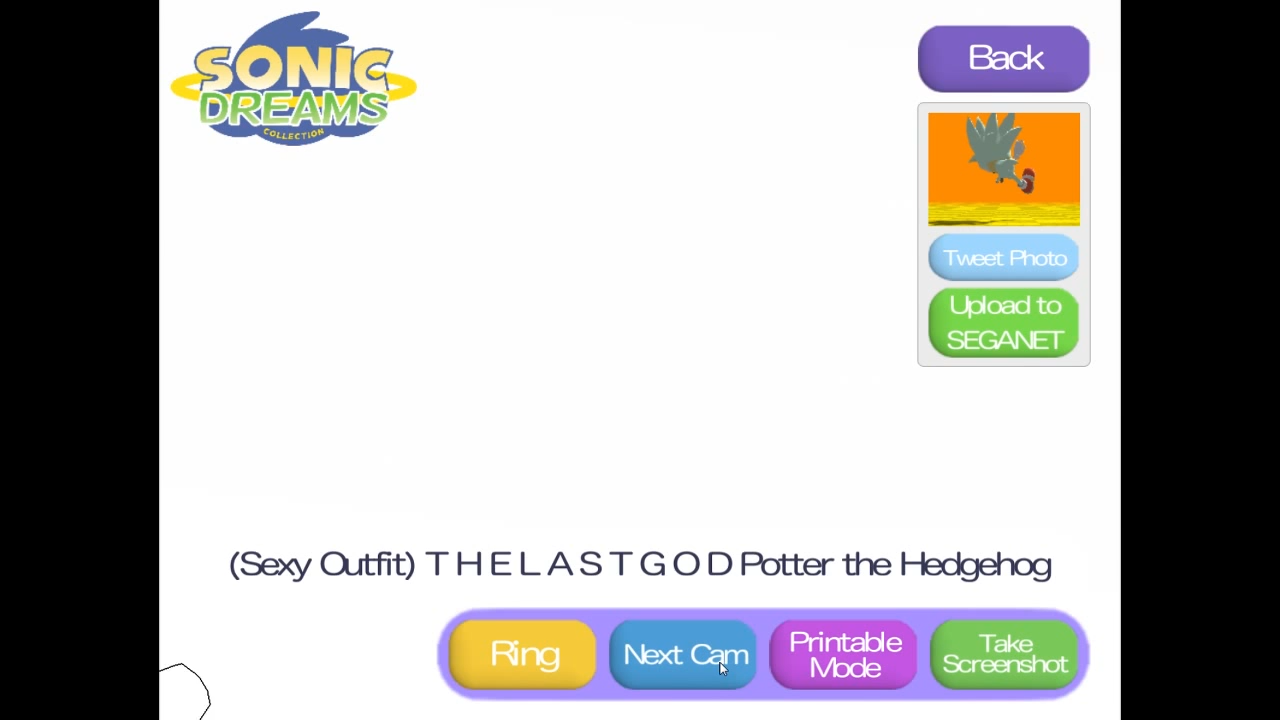 SONIC
DREAMS
COLLECTION
Back
Tweet Photo
Upload to
SEGANET
(Sexy Outfit) T H E L A S T G O D Potter the Hedgehog
Ring
Next Cam
Printable
Mode
Take
Screenshot